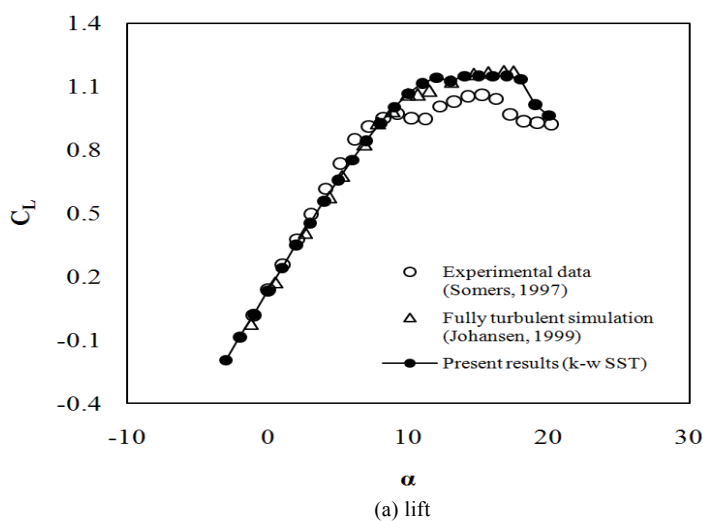 1.4
1.1
0.8
0.5
0.2
-0.1
-0.4
C_L
Experimental data
(Somers, 1997)
Fully turbulent simulation
(Johansen, 1999)
Present results (k-w SST)
-10
0
10
20
30
α
(a) lift